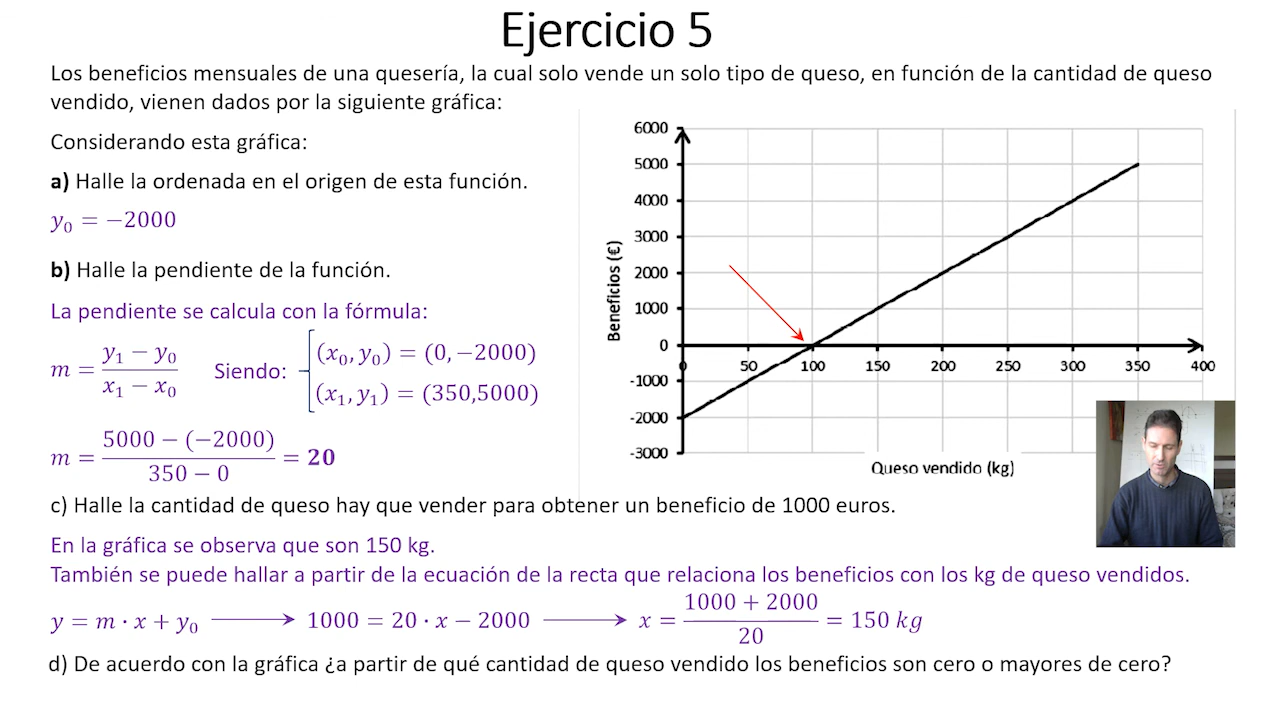 Ejercicio 5
Los beneficios mensuales de una quesería, la cual solo vende un solo tipo de queso, en función de la cantidad de queso
vendido, vienen dados por la siguiente gráfica:
Considerando esta gráfica:
a) Halle la ordenada en el origen de esta función.
y₀ = −2000
b) Halle la pendiente de la función.
La pendiente se calcula con la fórmula:
m = (y₁ − y₀)/(x₁ − x₀) Siendo: (x₀, y₀) = (0, −2000)
(x₁, y₁) = (350,5000)
m = (5000 − (−2000))/(350 − 0) = 20
6000
5000
4000
3000
2000
1000
0
-1000
-2000
-3000
Beneficios (€)
0 50 100 150 200 250 300 350 400
Queso vendido (kg)
c) Halle la cantidad de queso hay que vender para obtener un beneficio de 1000 euros.
En la gráfica se observa que son 150 kg.
También se puede hallar a partir de la ecuación de la recta que relaciona los beneficios con los kg de queso vendidos.
y = m · x + y₀ ⟶ 1000 = 20 · x − 2000 ⟶ x = (1000 + 2000)/20 = 150 kg
d) De acuerdo con la gráfica ¿a partir de qué cantidad de queso vendido los beneficios son cero o mayores de cero?